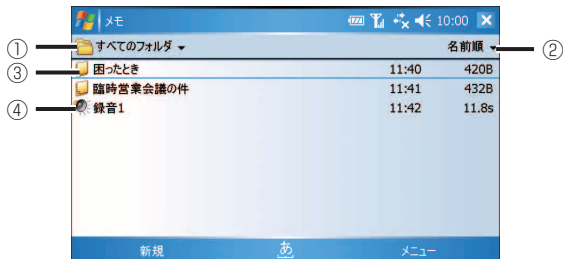 メモ 10:00
① すべてのフォルダ 名前順 ②
③ 困ったとき 11:40 420B
臨時営業会議の件 11:41 432B
④ 録音1 11:42 11.8s
新規 あ メニュー